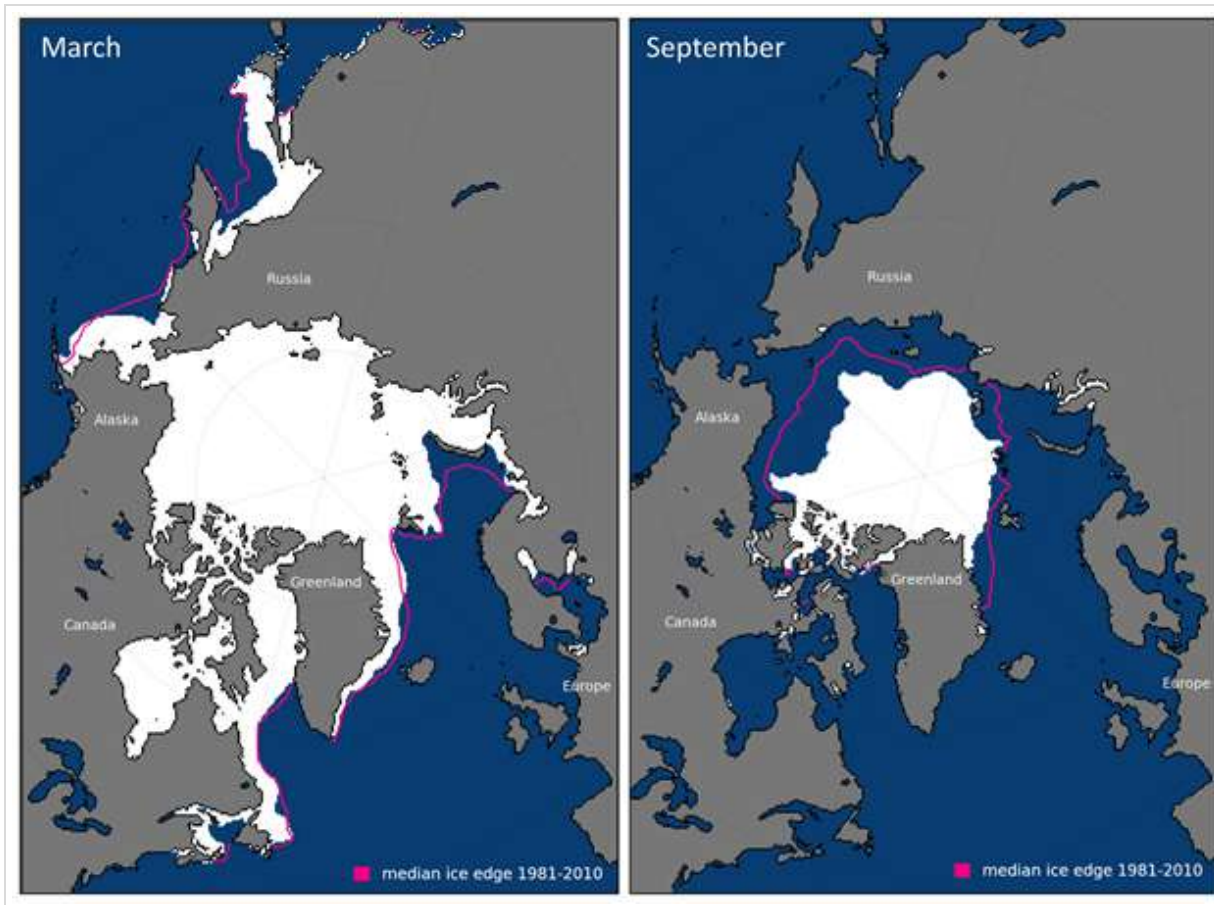 March
Russia
Alaska
Greenland
Canada
Europe
median ice edge 1981-2010
September
Russia
Alaska
Greenland
Canada
Europe
median ice edge 1981-2010